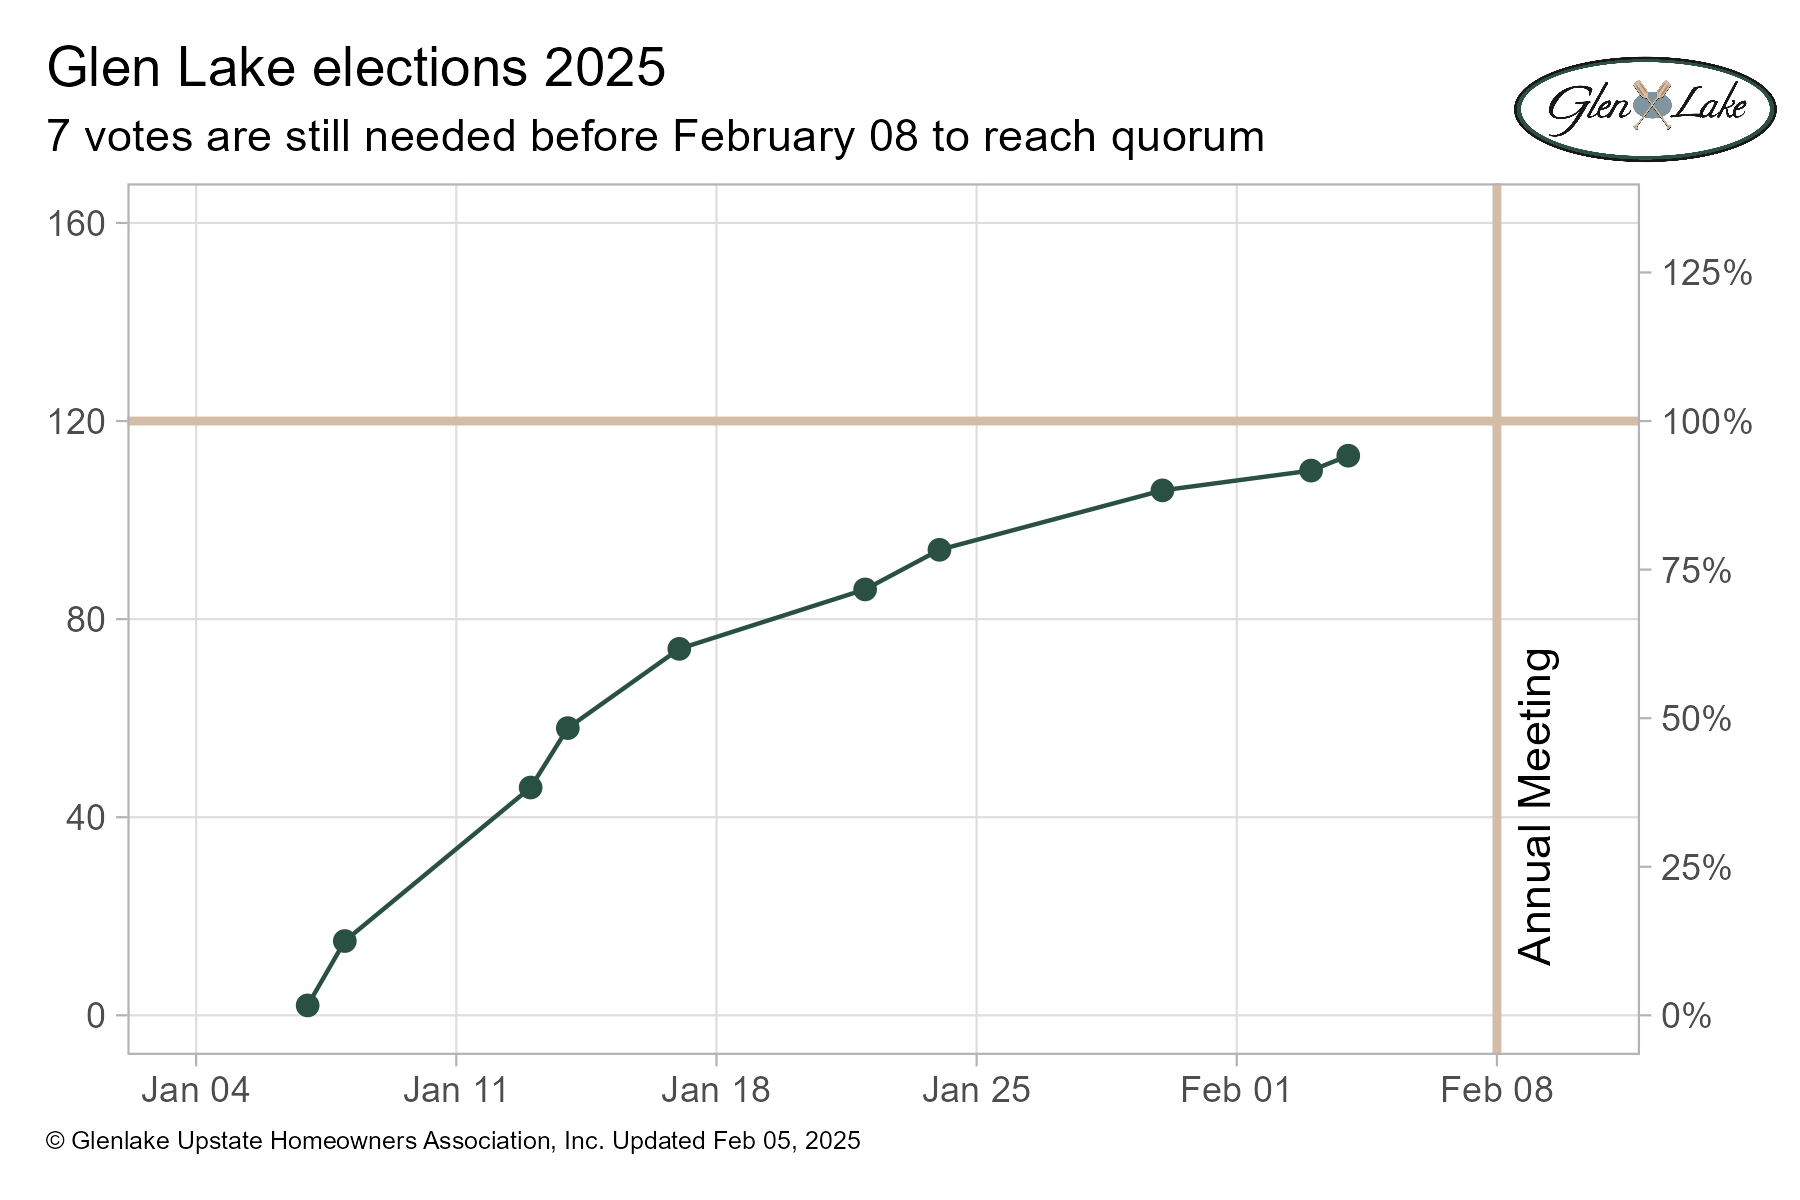 Glen Lake elections 2025
7 votes are still needed before February 08 to reach quorum
Glen Lake
160
120
80
40
0
125%
100%
75%
50%
25%
0%
Annual Meeting
Jan 04
Jan 11
Jan 18
Jan 25
Feb 01
Feb 08
© Glenlake Upstate Homeowners Association, Inc. Updated Feb 05, 2025